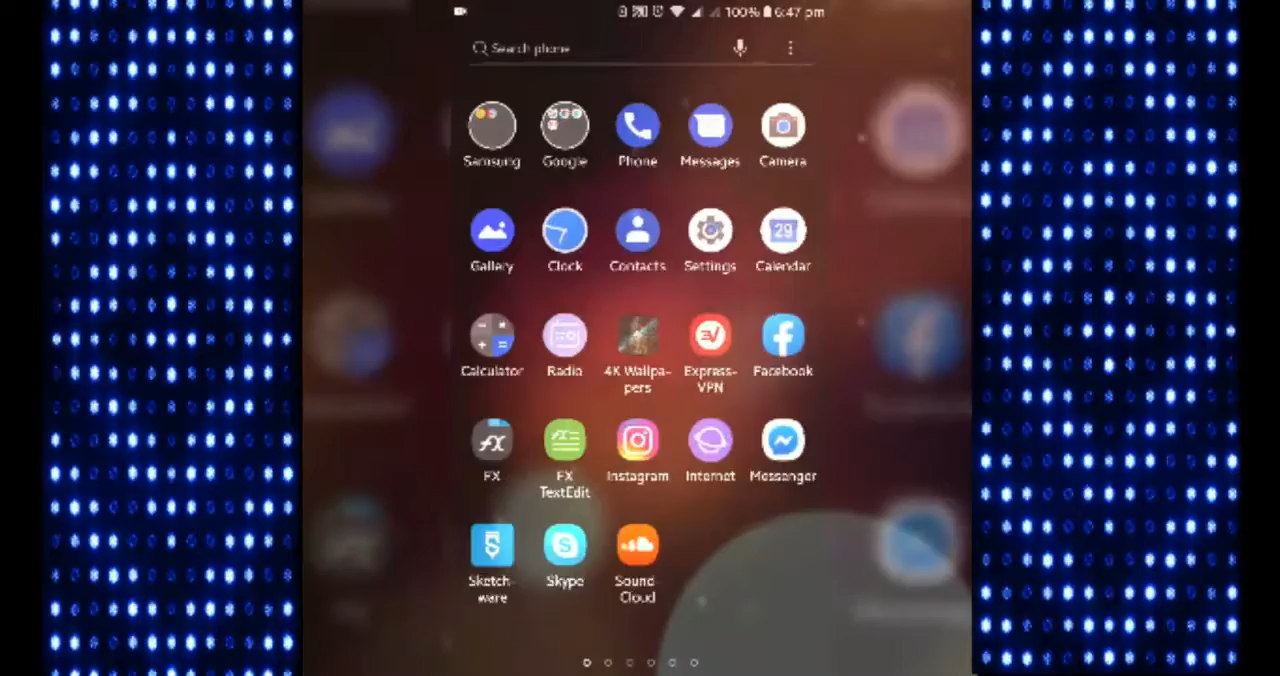 100% 6:47 pm
Search phone
Samsung Google Phone Messages Camera
Gallery Clock Contacts Settings Calendar
29
Calculator Radio 4K Wallpa- Express- Facebook
pers VPN
FX FX Instagram Internet Messenger
TextEdit
Sketch- Skype Sound-
ware Cloud